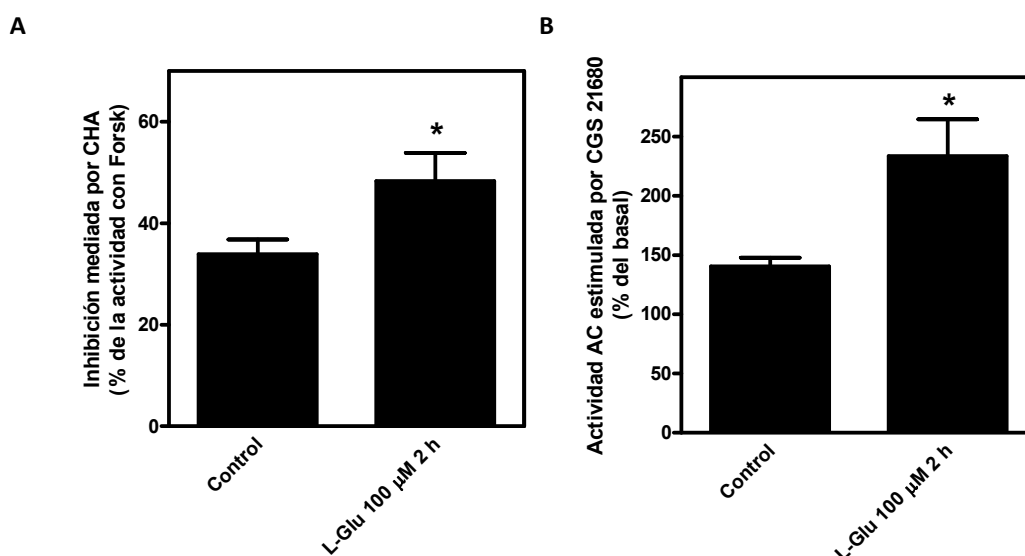 A
Inhibición mediada por CHA
(% de la actividad con Forsk)
60
40
20
0
*
Control
L-Glu 100 µM 2 h
B
Actividad AC estimulada por CGS 21680
(% del basal)
250
200
150
100
50
0
*
Control
L-Glu 100 µM 2 h